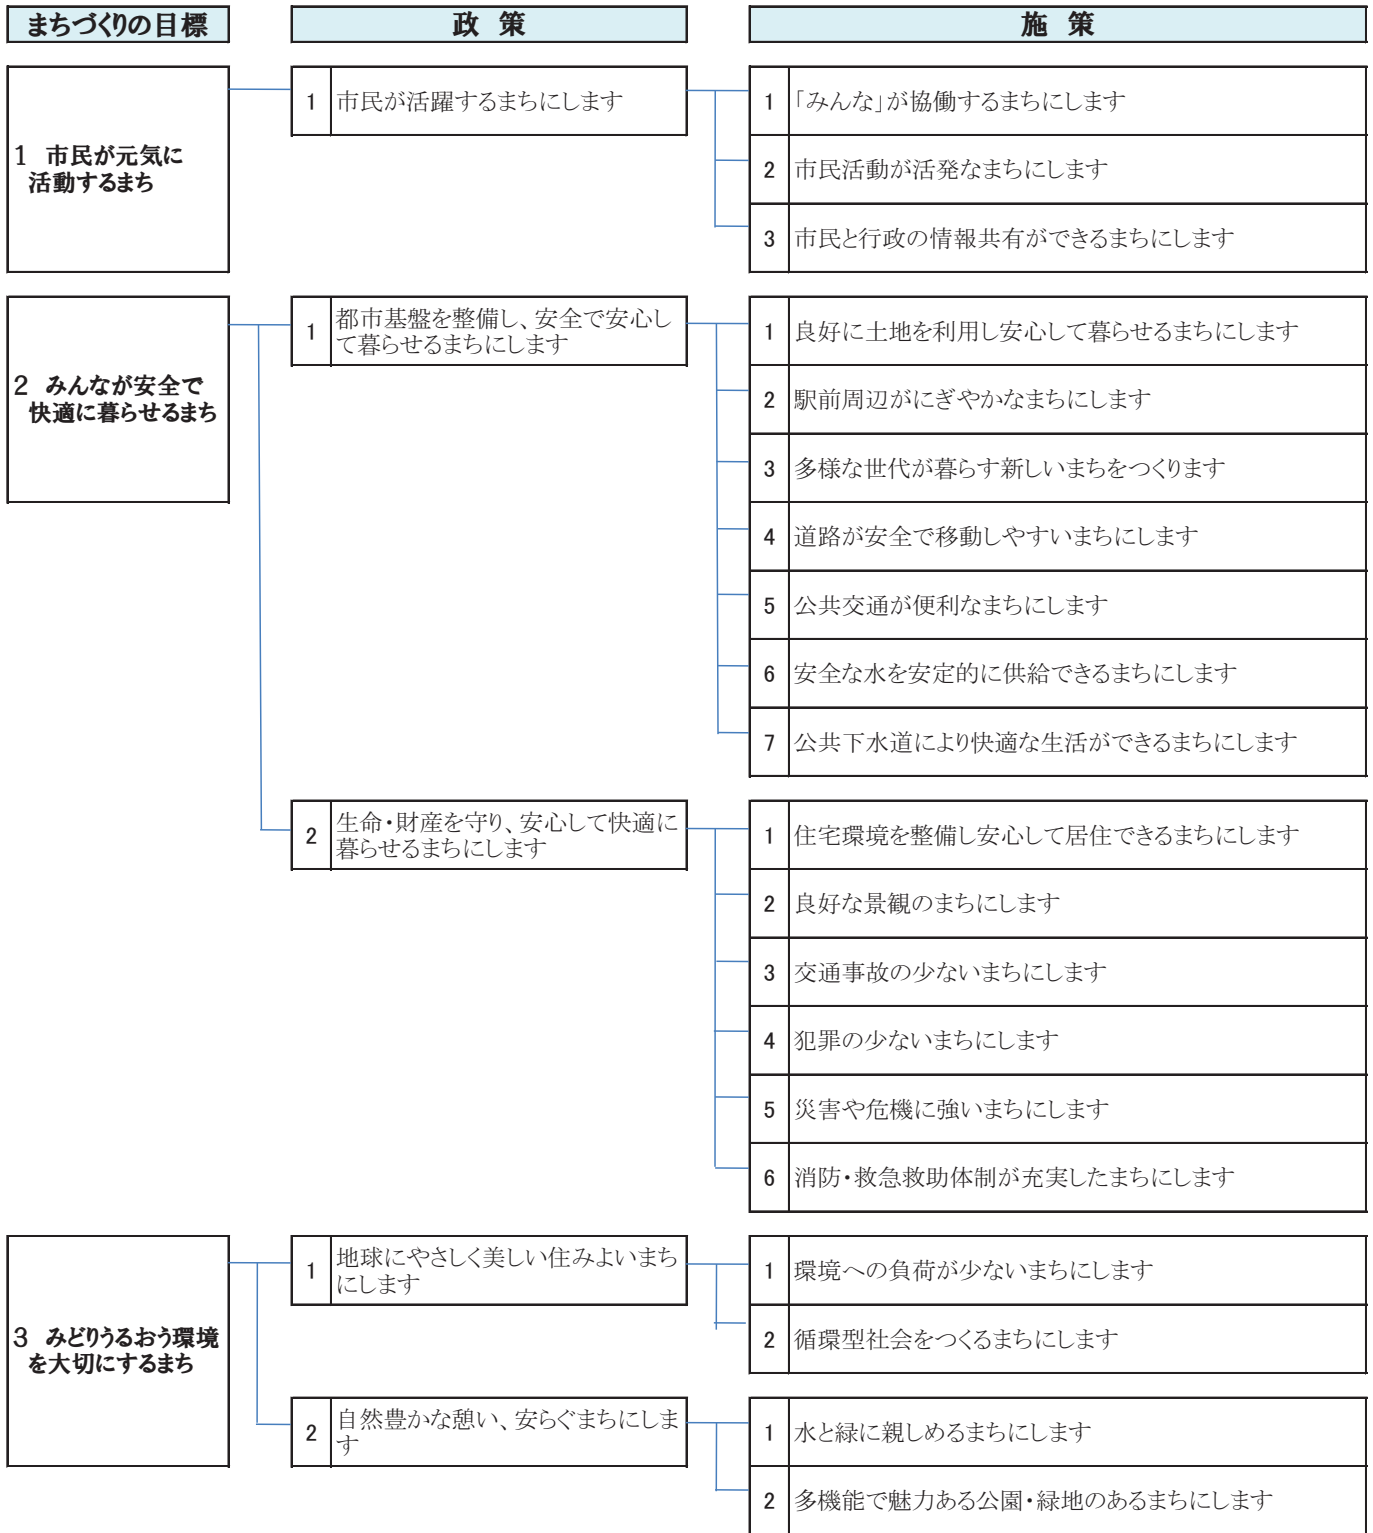 まちづくりの目標
政 策
施 策
1 市民が元気に
活動するまち
1 市民が活躍するまちにします
1 「みんな」が協働するまちにします
2 市民活動が活発なまちにします
3 市民と行政の情報共有ができるまちにします
2 みんなが安全で
快適に暮らせるまち
1 都市基盤を整備し、安全で安心し
て暮らせるまちにします
1 良好に土地を利用し安心して暮らせるまちにします
2 駅前周辺がにぎやかなまちにします
3 多様な世代が暮らす新しいまちをつくります
4 道路が安全で移動しやすいまちにします
5 公共交通が便利なまちにします
6 安全な水を安定的に供給できるまちにします
7 公共下水道により快適な生活ができるまちにします
2 生命・財産を守り、安心して快適に
暮らせるまちにします
1 住宅環境を整備し安心して居住できるまちにします
2 良好な景観のまちにします
3 交通事故の少ないまちにします
4 犯罪の少ないまちにします
5 災害や危機に強いまちにします
6 消防・救急救助体制が充実したまちにします
3 みどりうるおう環境
を大切にするまち
1 地球にやさしく美しい住みよいまち
にします
1 環境への負荷が少ないまちにします
2 循環型社会をつくるまちにします
2 自然豊かな憩い、安らぐまちにしま
す
1 水と緑に親しめるまちにします
2 多機能で魅力ある公園・緑地のあるまちにします